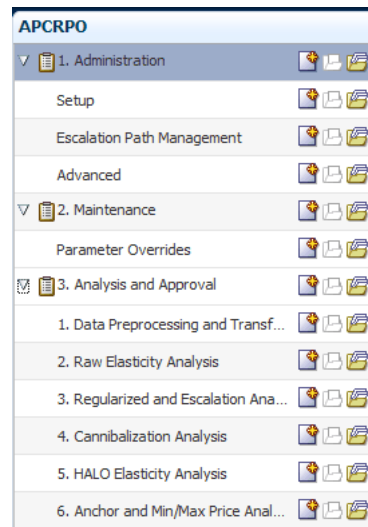 APCRPO
1. Administration
Setup
Escalation Path Management
Advanced
2. Maintenance
Parameter Overrides
3. Analysis and Approval
1. Data Preprocessing and Transf...
2. Raw Elasticity Analysis
3. Regularized and Escalation Ana...
4. Cannibalization Analysis
5. HALO Elasticity Analysis
6. Anchor and Min/Max Price Anal...